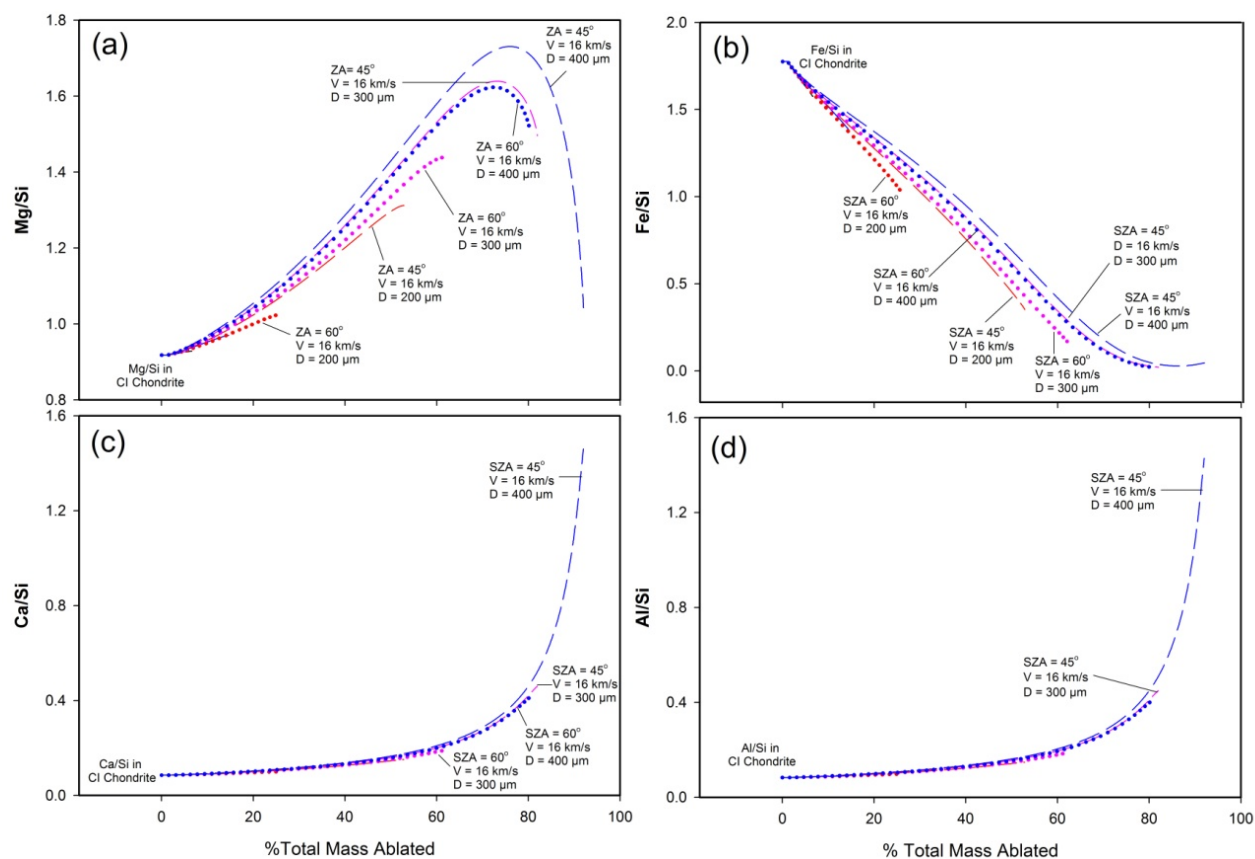 (a)
Mg/Si
1.8
1.6
1.4
1.2
1.0
0.8
ZA = 45°
V = 16 km/s
D = 400 µm
ZA= 45°
V = 16 km/s
D = 300 µm
ZA = 60°
V = 16 km/s
D = 400 µm
ZA = 60°
V = 16 km/s
D = 300 µm
ZA = 45°
V = 16 km/s
D = 200 µm
ZA = 60°
V = 16 km/s
D = 200 µm
Mg/Si in
CI Chondrite
(b)
Fe/Si
2.0
1.5
1.0
0.5
0.0
Fe/Si in
CI Chondrite
SZA = 60°
V = 16 km/s
D = 200 µm
SZA = 45°
D = 16 km/s
D = 300 µm
SZA = 60°
V = 16 km/s
D = 400 µm
SZA = 45°
V = 16 km/s
D = 400 µm
SZA = 45°
V = 16 km/s
D = 200 µm
SZA = 60°
V = 16 km/s
D = 300 µm
0 20 40 60 80 100
(c)
Ca/Si
1.6
1.2
0.8
0.4
0.0
SZA = 45°
V = 16 km/s
D = 400 µm
SZA = 45°
V = 16 km/s
D = 300 µm
SZA = 60°
V = 16 km/s
D = 400 µm
SZA = 60°
V = 16 km/s
D = 300 µm
Ca/Si in
CI Chondrite
0 20 40 60 80 100
%Total Mass Ablated
(d)
Al/Si
1.6
1.2
0.8
0.4
0.0
SZA = 45°
V = 16 km/s
D = 400 µm
SZA = 45°
V = 16 km/s
D = 300 µm
Al/Si in
CI Chondrite
0 20 40 60 80 100
% Total Mass Ablated